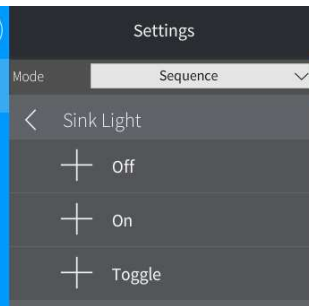 Settings
Mode Sequence
Sink Light
Off
On
Toggle